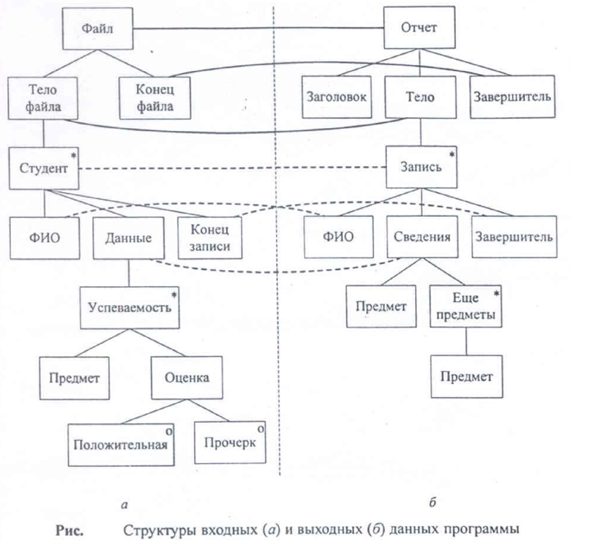 Файл
Отчет
Тело
файла
Конец
файла
Заголовок
Тело
Завершитель
Студент *
Запись *
ФИО
Данные
Конец
записи
ФИО
Сведения
Завершитель
Успеваемость *
Предмет
Еще *
предметы
Предмет
Оценка
Предмет
Положительная o
Прочерк o
а
б
Рис. Структуры входных (а) и выходных (б) данных программы